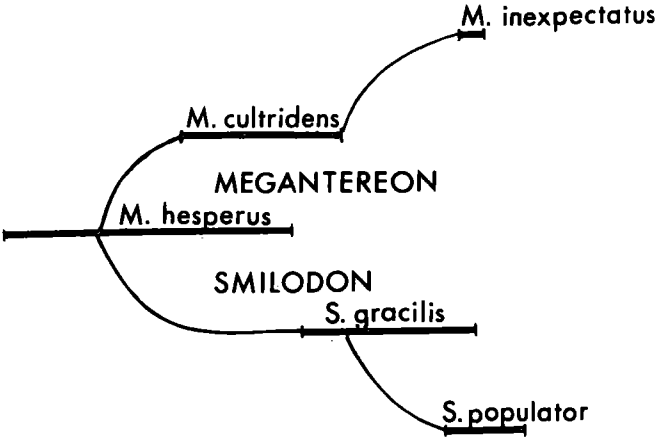 M. inexpectatus
M. cultridens
MEGANTEREON
M. hesperus
SMILODON
S. gracilis
S. populator